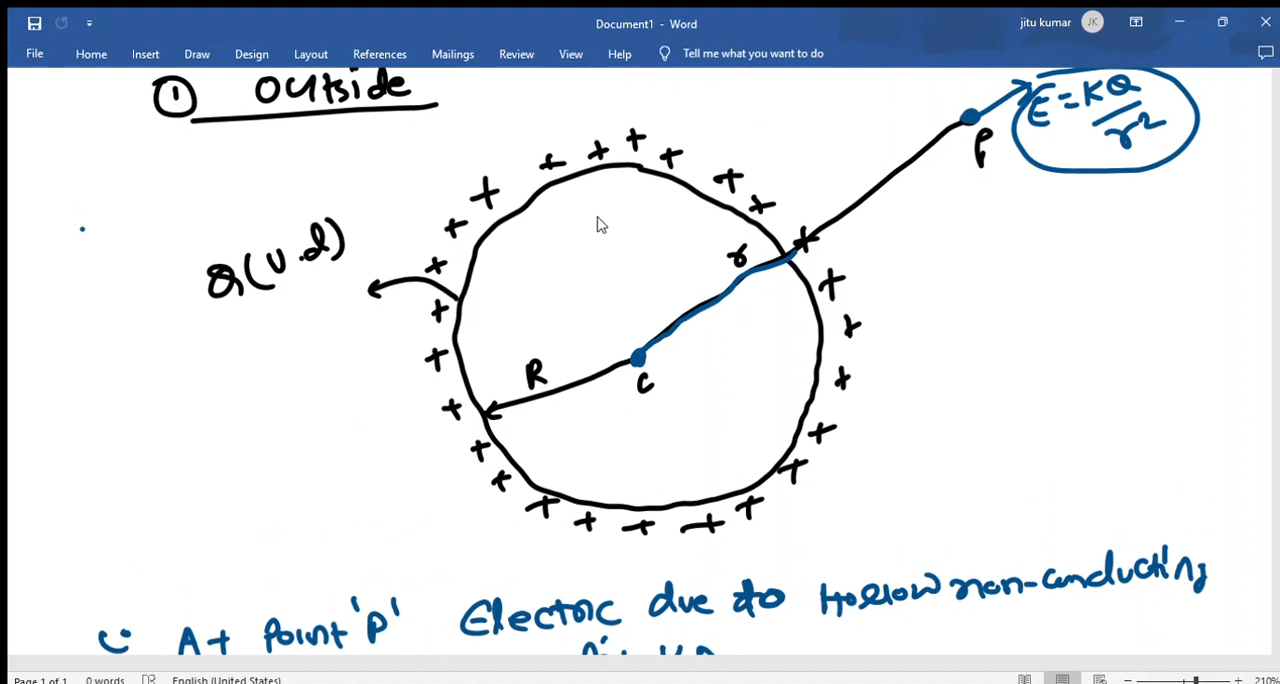 Document1 - Word
jitu kumar JK
File Home Insert Draw Design Layout References Mailings Review View Help Tell me what you want to do
① Outside
E = KQ/r²
P
Q(U.d)
r
R
C
At Point 'P' Electric due to Hollow non-conducting
Page 1 of 1 0 words English (United States) 210%